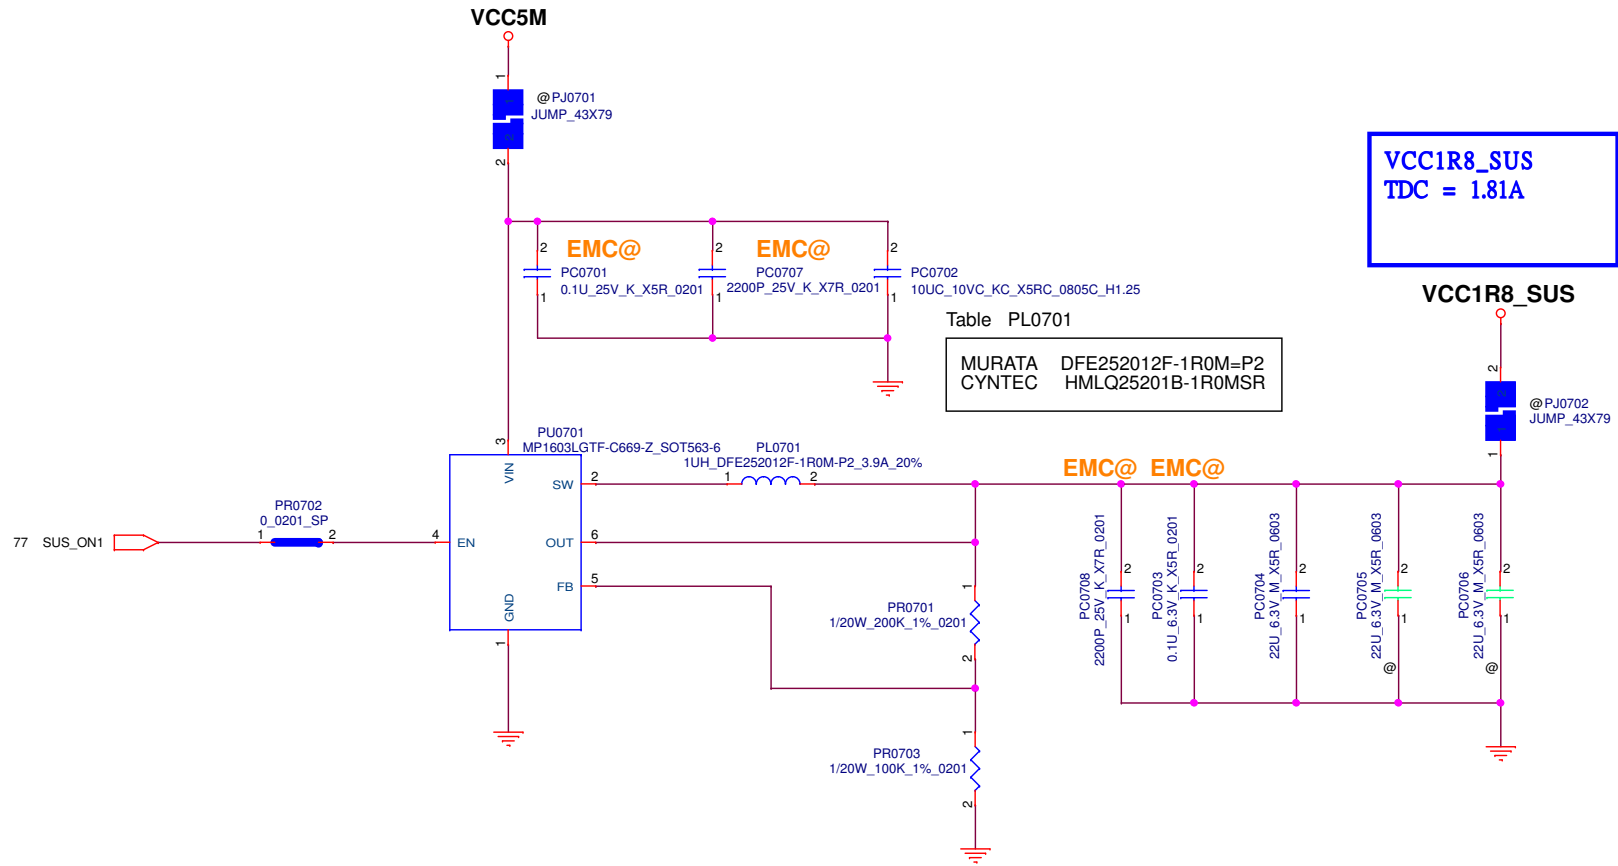 VCC5M
1
1
@ PJ0701
JUMP_43X79
2
2
VCC1R8_SUS
TDC = 1.81A
2
EMC@
PC0701
0.1U_25V_K_X5R_0201
1
2
EMC@
PC0707
2200P_25V_K_X7R_0201
1
2
PC0702
10UC_10VC_KC_X5RC_0805C_H1.25
1
VCC1R8_SUS
Table PL0701
MURATA DFE252012F-1R0M=P2
CYNTEC HMLQ25201B-1R0MSR
2
2
@ PJ0702
JUMP_43X79
1
1
PU0701
MP1603LGTF-C669-Z_SOT563-6
3
VIN
SW
2
PL0701
1UH_DFE252012F-1R0M-P2_3.9A_20%
1
2
EMC@ EMC@
77 SUS_ON1
PR0702
0_0201_SP
1
2
4
EN
OUT
6
FB
5
GND
1
1
PR0701
1/20W_200K_1%_0201
2
1
PR0703
1/20W_100K_1%_0201
2
PC0708
2200P_25V_K_X7R_0201
2
1
PC0703
0.1U_6.3V_K_X5R_0201
2
1
PC0704
22U_6.3V_M_X5R_0603
2
1
PC0705
22U_6.3V_M_X5R_0603
2
1
@
PC0706
22U_6.3V_M_X5R_0603
2
1
@